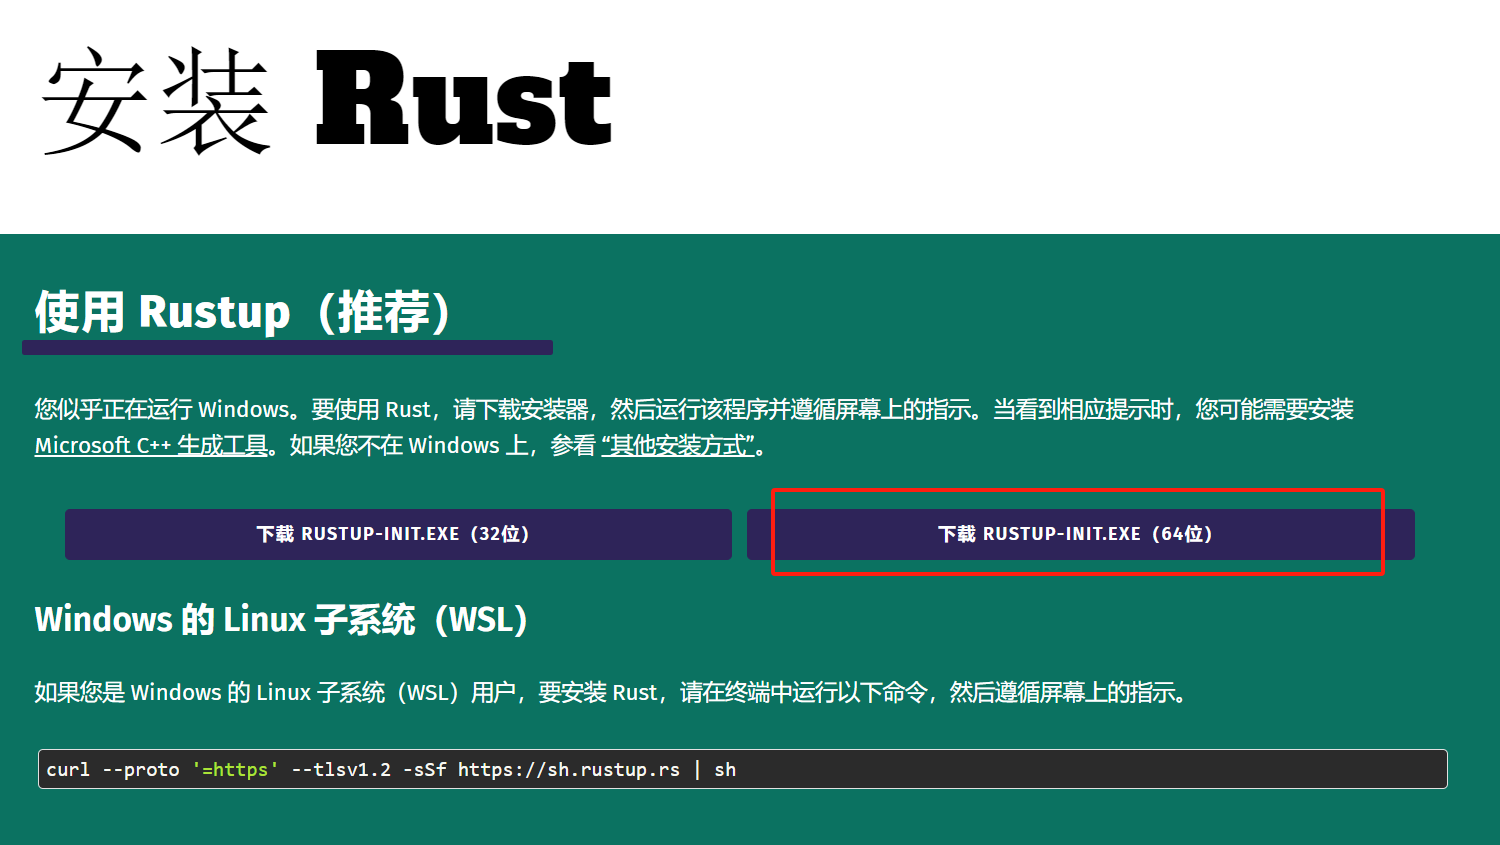 安装 Rust
使用 Rustup（推荐）
您似乎正在运行 Windows。要使用 Rust，请下载安装器，然后运行该程序并遵循屏幕上的指示。当看到相应提示时，您可能需要安装
Microsoft C++ 生成工具。如果您不在 Windows 上，参看 “其他安装方式”。
下载 RUSTUP-INIT.EXE（32位）
下载 RUSTUP-INIT.EXE（64位）
Windows 的 Linux 子系统（WSL）
如果您是 Windows 的 Linux 子系统（WSL）用户，要安装 Rust，请在终端中运行以下命令，然后遵循屏幕上的指示。
curl --proto '=https' --tlsv1.2 -sSf https://sh.rustup.rs | sh